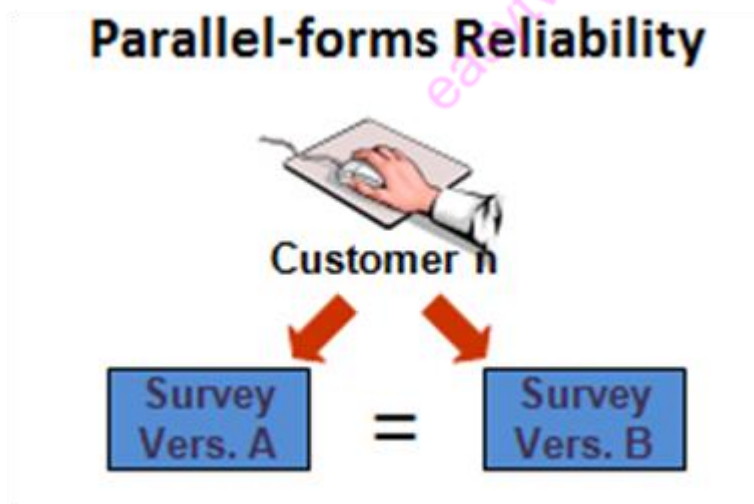 Parallel-forms Reliability
Customer n
Survey
Vers. A
=
Survey
Vers. B